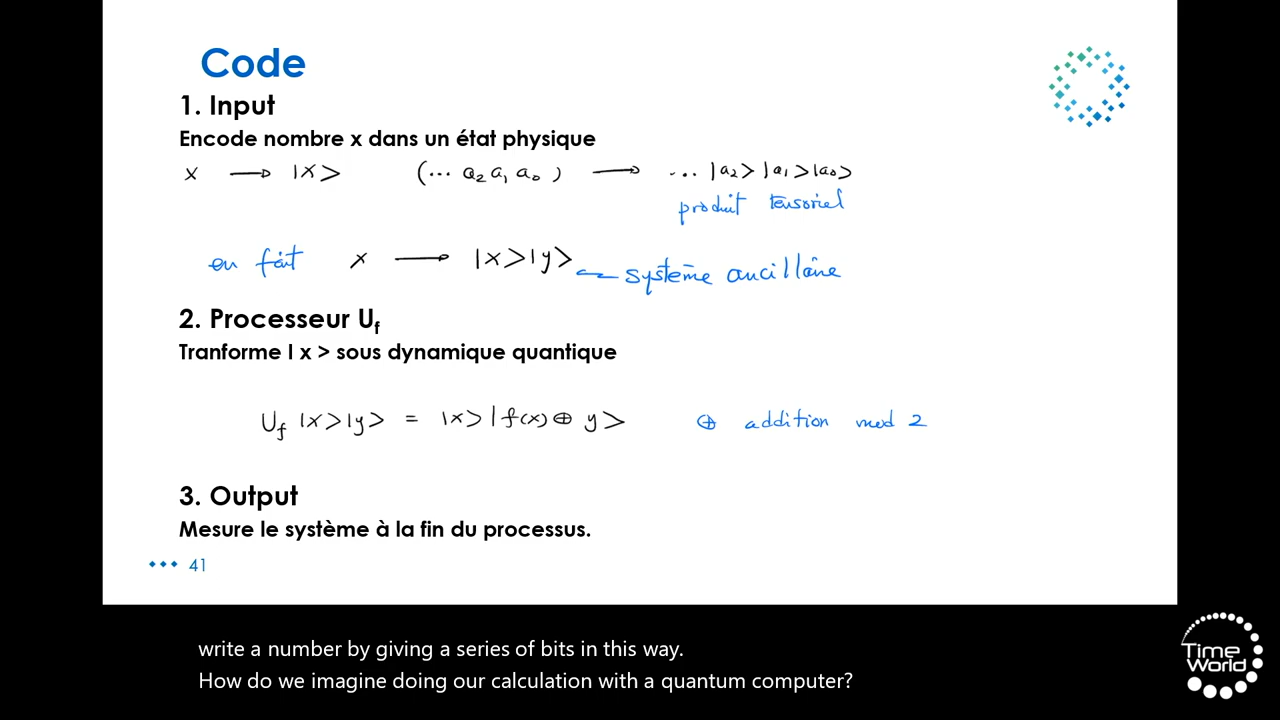 Code
1. Input
Encode nombre x dans un état physique
x → |x> (... a₂ a₁ a₀ ) → ... |a₂> |a₁> |a₀>
produit tensoriel
en fait x → |x>|y> ← système ancillaire
2. Processeur Uf
Tranforme I x > sous dynamique quantique
Uf |x>|y> = |x>|f(x) ⊕ y> ⊕ addition mod 2
3. Output
Mesure le système à la fin du processus.
41
write a number by giving a series of bits in this way.
How do we imagine doing our calculation with a quantum computer?
Time
World